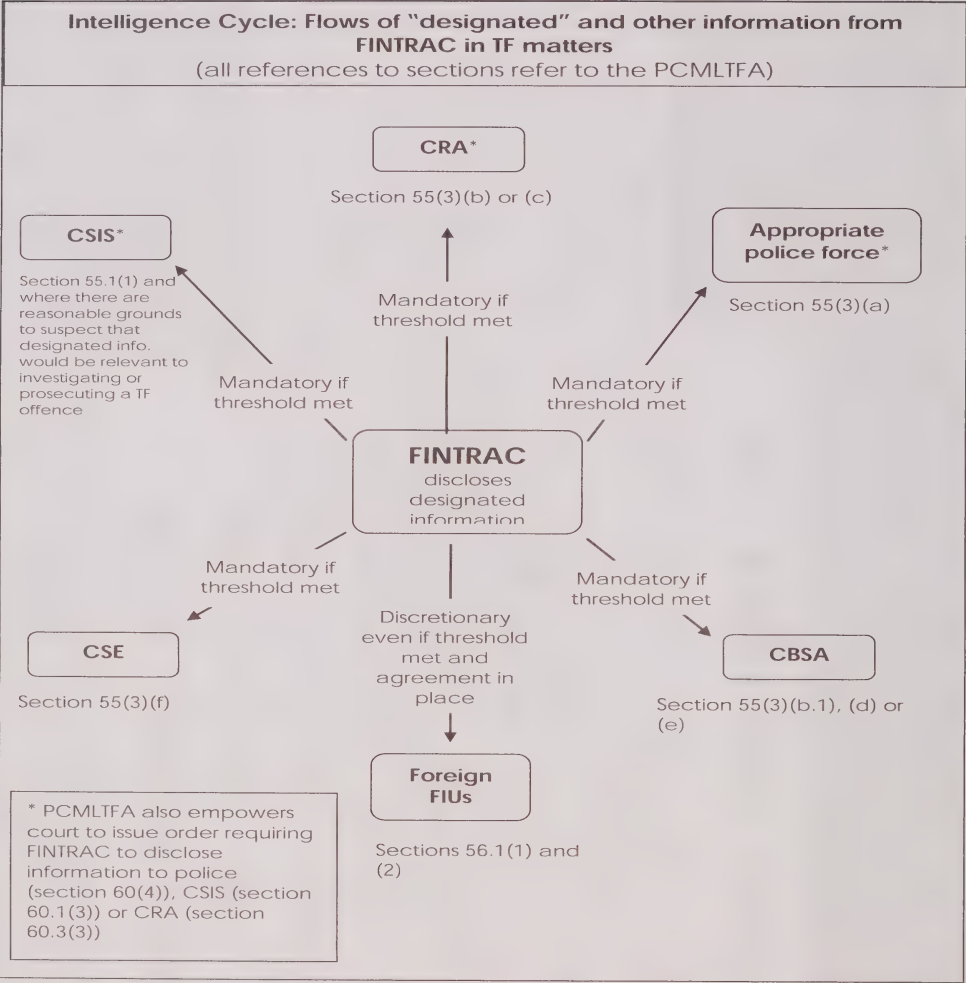 Intelligence Cycle: Flows of "designated" and other information from
FINTRAC in TF matters
(all references to sections refer to the PCMLTFA)
CRA*
Section 55(3)(b) or (c)
CSIS*
Section 55.1(1) and
where there are
reasonable grounds
to suspect that
designated info.
would be relevant to
investigating or
prosecuting a TF
offence
Appropriate
police force*
Section 55(3)(a)
Mandatory if
threshold met
Mandatory if
threshold met
Mandatory if
threshold met
FINTRAC
discloses
designated
information
Mandatory if
threshold met
Discretionary
even if threshold
met and
agreement in
place
Mandatory if
threshold met
CSE
Section 55(3)(f)
CBSA
Section 55(3)(b.1), (d) or
(e)
Foreign
FIUs
Sections 56.1(1) and
(2)
* PCMLTFA also empowers
court to issue order requiring
FINTRAC to disclose
information to police
(section 60(4)), CSIS (section
60.1(3)) or CRA (section
60.3(3))